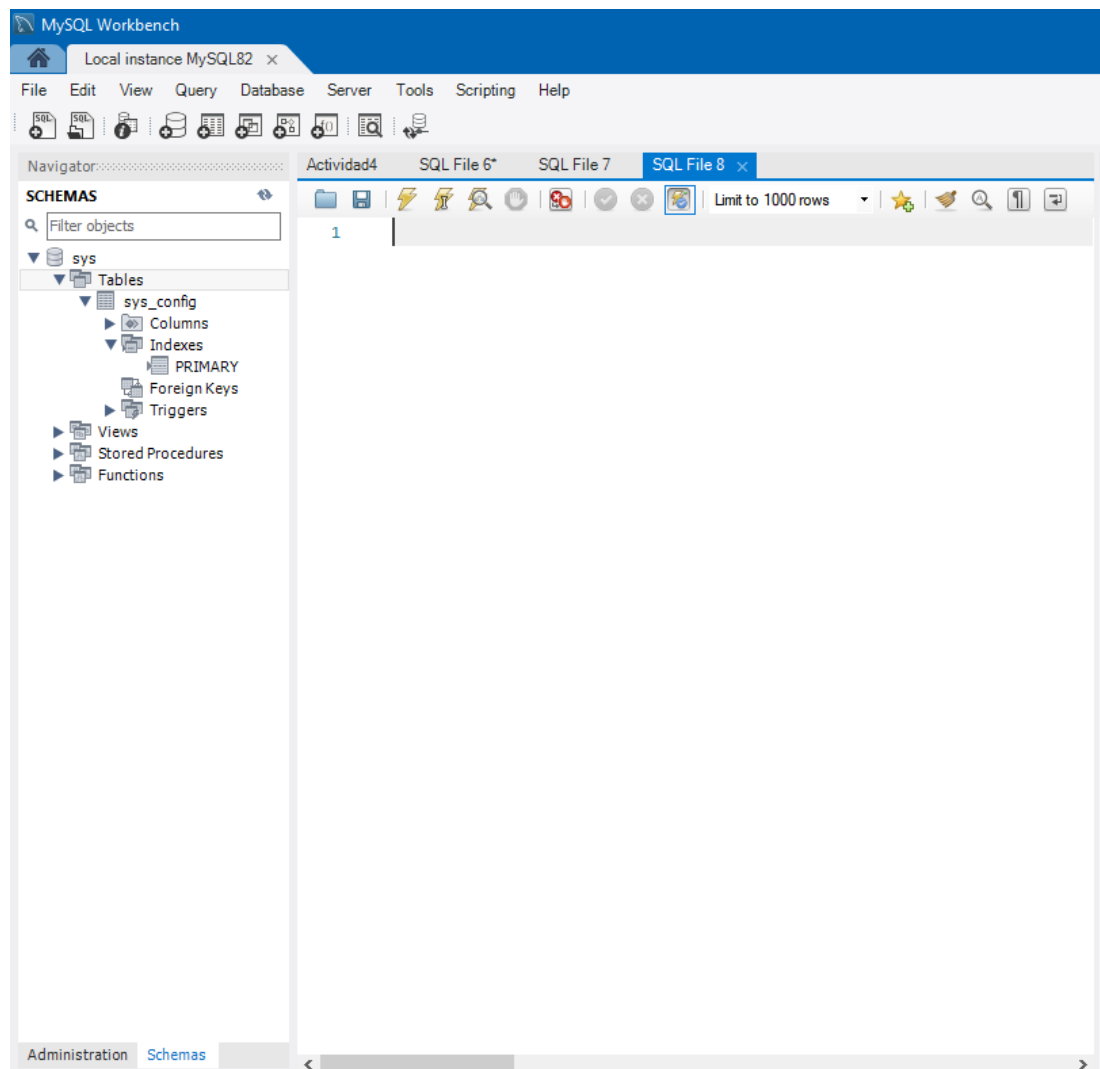 MySQL Workbench
Local instance MySQL82
File Edit View Query Database Server Tools Scripting Help
SQL SQL
Navigator
SCHEMAS
Filter objects
sys
Tables
sys_config
Columns
Indexes
PRIMARY
Foreign Keys
Triggers
Views
Stored Procedures
Functions
Administration Schemas
Actividad4 SQL File 6* SQL File 7 SQL File 8
Limit to 1000 rows
1